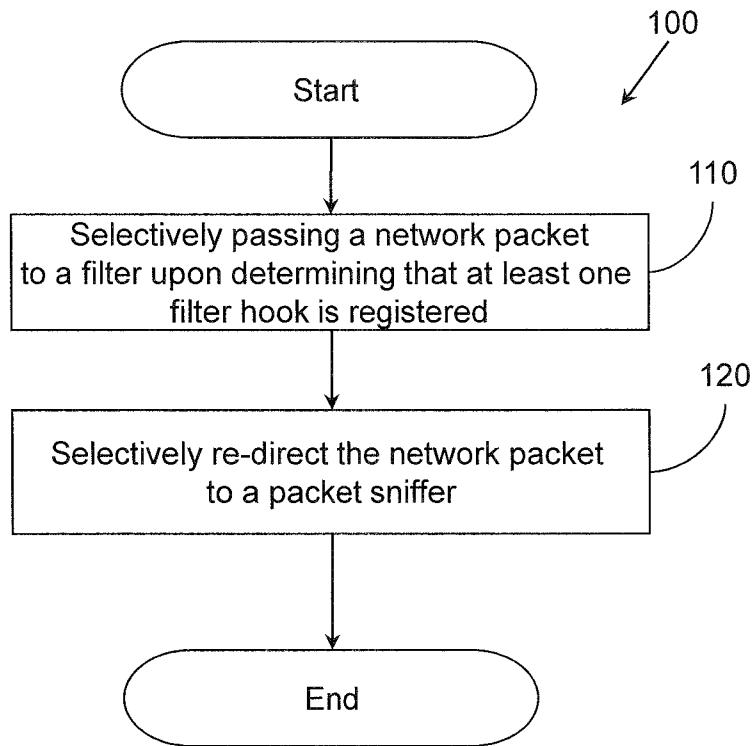 100
Start
110
Selectively passing a network packet
to a filter upon determining that at least one
filter hook is registered
120
Selectively re-direct the network packet
to a packet sniffer
End